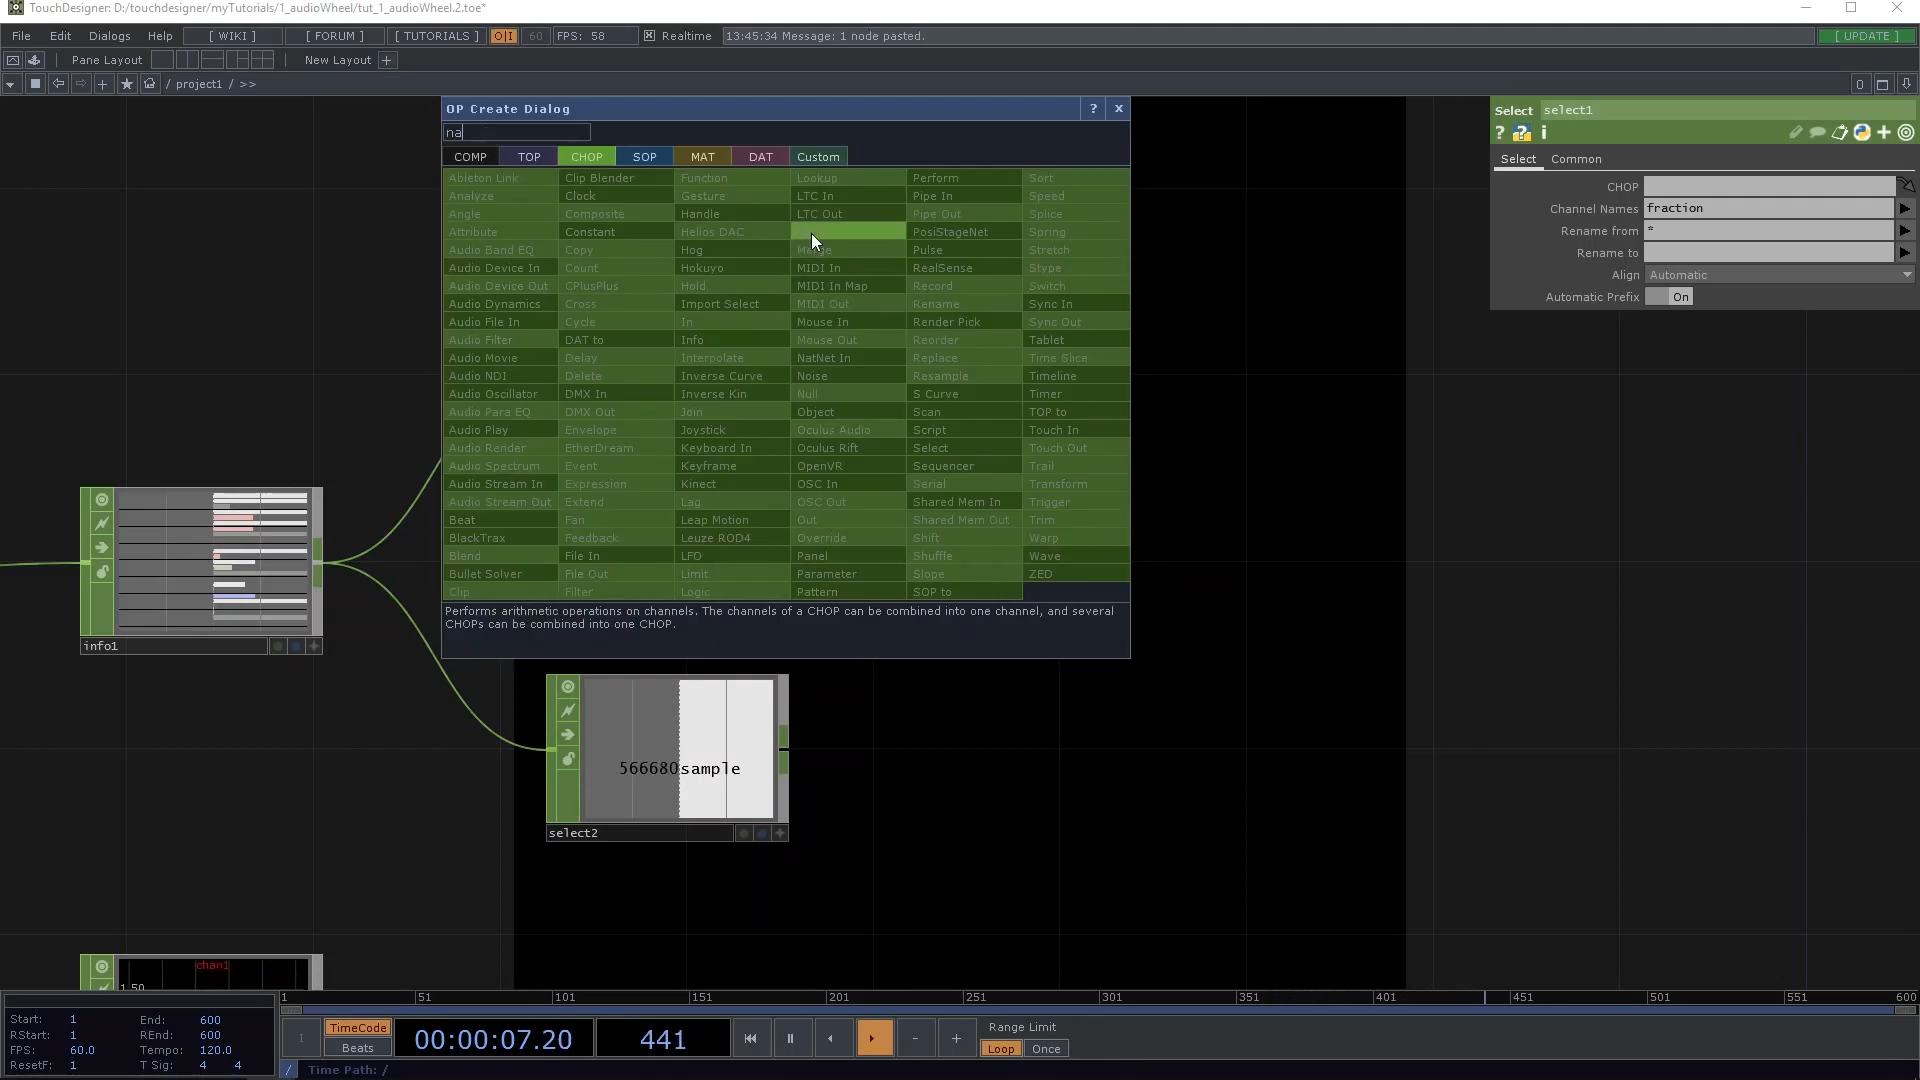 TouchDesigner: D:/touchdesigner/myTutorials/1_audioWheel/tut_1_audioWheel.2.toe*
File Edit Dialogs Help [ WIKI ] [ FORUM ] [ TUTORIALS ] O|I 60 FPS: 58 Realtime 13:45:34 Message: 1 node pasted. [ UPDATE ]
Pane Layout New Layout +
/ project1 / >> 0
OP Create Dialog ? x
na
COMP TOP CHOP SOP MAT DAT Custom
Ableton Link Clip Blender Function Lookup Perform Sort
Analyze Clock Gesture LTC In Pipe In Speed
Angle Composite Handle LTC Out Pipe Out Splice
Attribute Constant Helios DAC PosiStageNet Spring
Audio Band EQ Copy Hog Merge Pulse Stretch
Audio Device In Count Hokuyo MIDI In RealSense Stype
Audio Device Out CPlusPlus Hold MIDI In Map Record Switch
Audio Dynamics Cross Import Select MIDI Out Rename Sync In
Audio File In Cycle In Mouse In Render Pick Sync Out
Audio Filter DAT to Info Mouse Out Reorder Tablet
Audio Movie Delay Interpolate NatNet In Replace Time Slice
Audio NDI Delete Inverse Curve Noise Resample Timeline
Audio Oscillator DMX In Inverse Kin Null S Curve Timer
Audio Para EQ DMX Out Join Object Scan TOP to
Audio Play Envelope Joystick Oculus Audio Script Touch In
Audio Render EtherDream Keyboard In Oculus Rift Select Touch Out
Audio Spectrum Event Keyframe OpenVR Sequencer Trail
Audio Stream In Expression Kinect OSC In Serial Transform
Audio Stream Out Extend Lag OSC Out Shared Mem In Trigger
Beat Fan Leap Motion Out Shared Mem Out Trim
BlackTrax Feedback Leuze ROD4 Override Shift Warp
Blend File In LFO Panel Shuffle Wave
Bullet Solver File Out Limit Parameter Slope ZED
Clip Filter Logic Pattern SOP to
Performs arithmetic operations on channels. The channels of a CHOP can be combined into one channel, and several
CHOPs can be combined into one CHOP.
Select select1
? ? i
Select Common
CHOP
Channel Names fraction
Rename from *
Rename to
Align Automatic
Automatic Prefix On
info1
566680 sample
select2
chan1
1.50
1 51 101 151 201 251 301 351 401 451 501 551 600
Start: 1 End: 600
RStart: 1 REnd: 600
FPS: 60.0 Tempo: 120.0
ResetF: 1 T Sig: 4 4
TimeCode
Beats
00:00:07.20 441
- +
Range Limit
Loop Once
/ Time Path: /